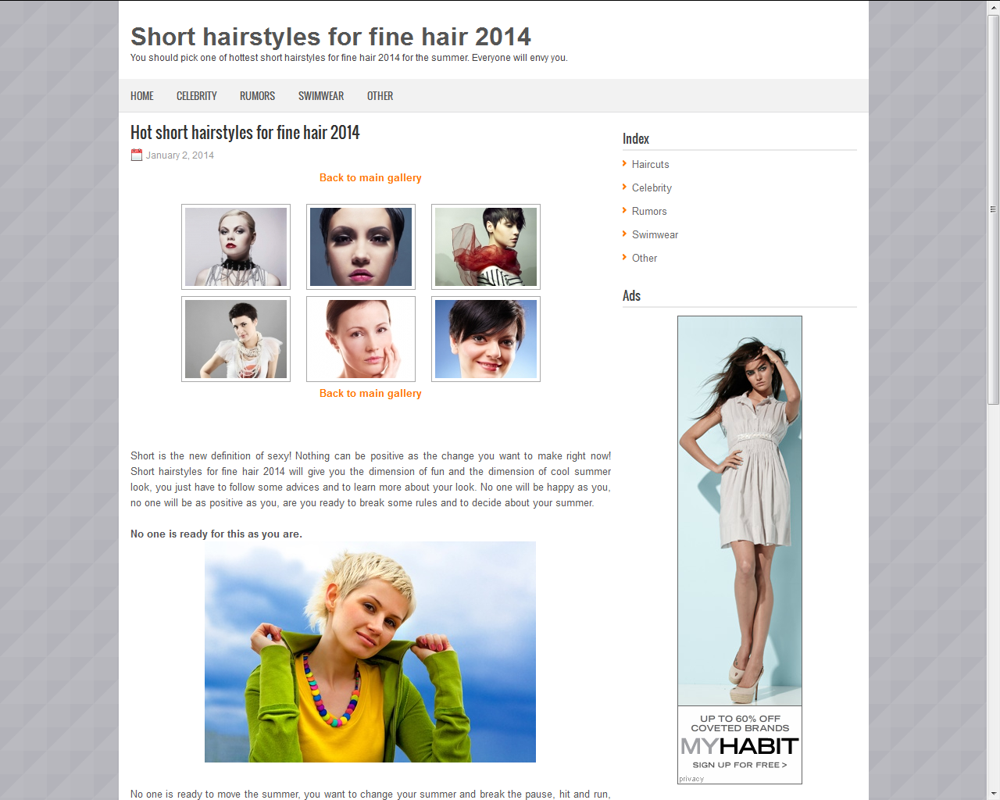 Short hairstyles for fine hair 2014
You should pick one of hottest short hairstyles for fine hair 2014 for the summer. Everyone will envy you.
HOME CELEBRITY RUMORS SWIMWEAR OTHER
Hot short hairstyles for fine hair 2014
January 2, 2014
Back to main gallery
Back to main gallery
Short is the new definition of sexy! Nothing can be positive as the change you want to make right now!
Short hairstyles for fine hair 2014 will give you the dimension of fun and the dimension of cool summer
look, you just have to follow some advices and to learn more about your look. No one will be happy as you,
no one will be as positive as you, are you ready to break some rules and to decide about your summer.
No one is ready for this as you are.
No one is ready to move the summer, you want to change your summer and break the pause, hit and run,
Index
Haircuts
Celebrity
Rumors
Swimwear
Other
Ads
UP TO 60% OFF
COVETED BRANDS
MYHABIT
SIGN UP FOR FREE >
privacy